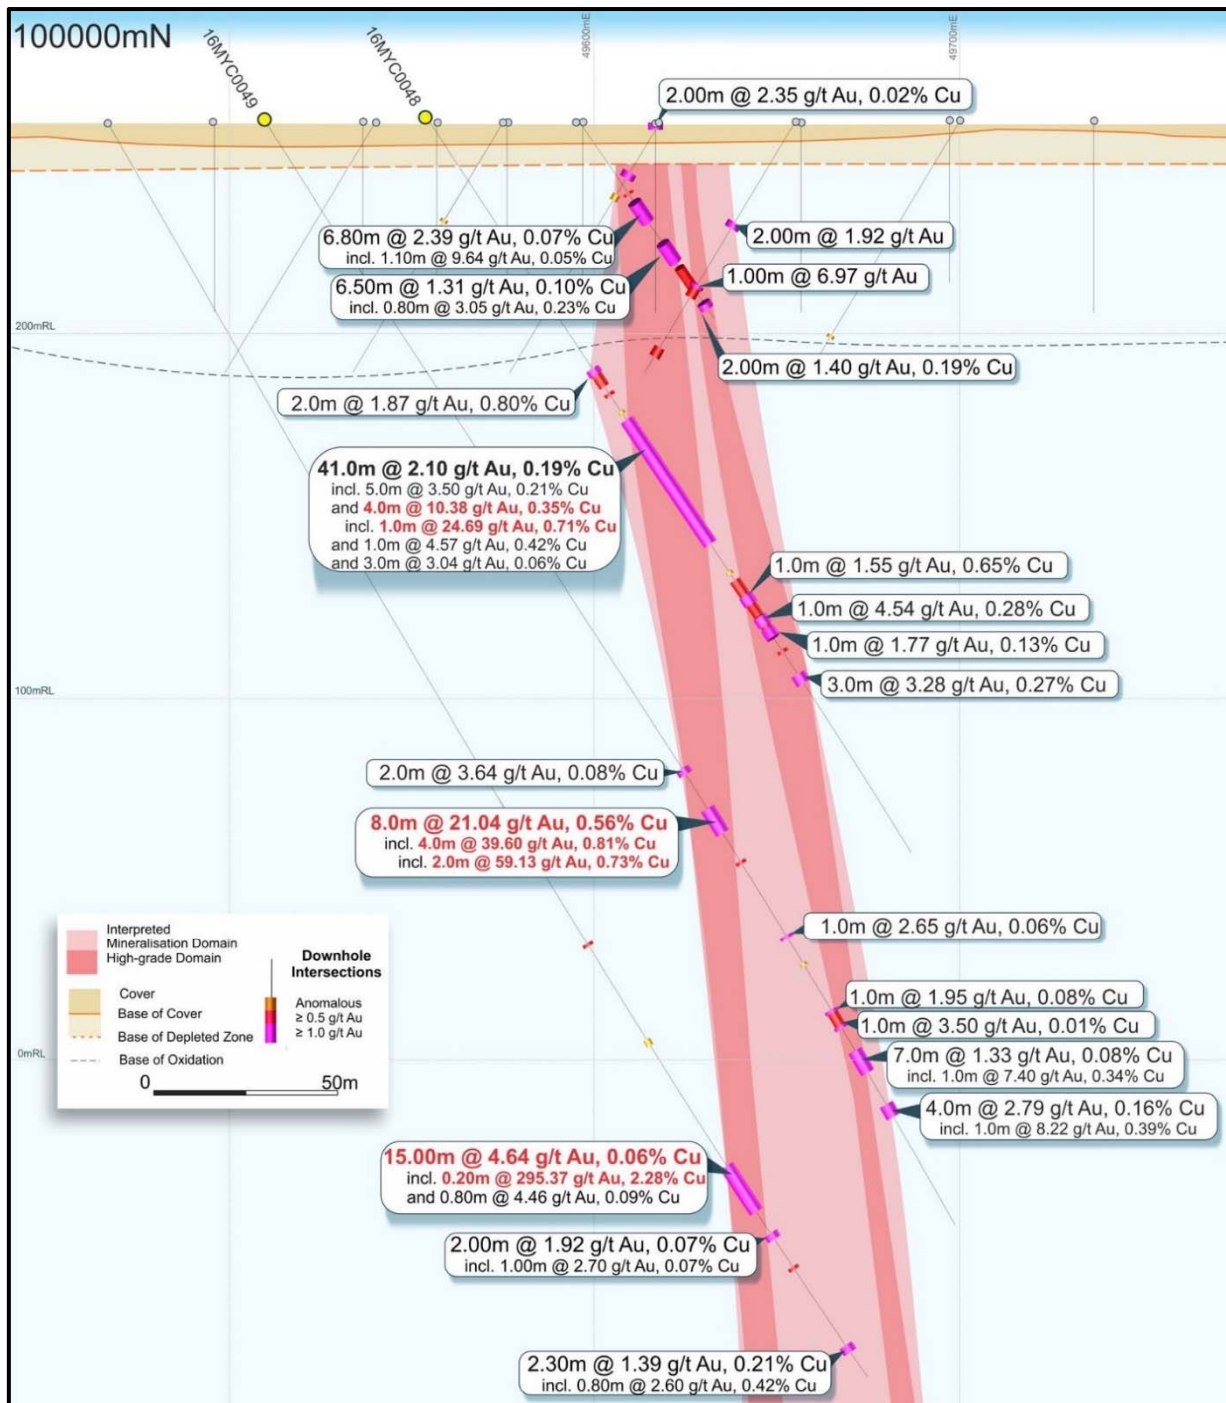 100000mN
16MYC0049
16MYC0048
49600mE
49700mE
2.00m @ 2.35 g/t Au, 0.02% Cu
6.80m @ 2.39 g/t Au, 0.07% Cu
incl. 1.10m @ 9.64 g/t Au, 0.05% Cu
2.00m @ 1.92 g/t Au
6.50m @ 1.31 g/t Au, 0.10% Cu
incl. 0.80m @ 3.05 g/t Au, 0.23% Cu
1.00m @ 6.97 g/t Au
200mRL
2.00m @ 1.40 g/t Au, 0.19% Cu
2.0m @ 1.87 g/t Au, 0.80% Cu
41.0m @ 2.10 g/t Au, 0.19% Cu
incl. 5.0m @ 3.50 g/t Au, 0.21% Cu
and 4.0m @ 10.38 g/t Au, 0.35% Cu
incl. 1.0m @ 24.69 g/t Au, 0.71% Cu
and 1.0m @ 4.57 g/t Au, 0.42% Cu
and 3.0m @ 3.04 g/t Au, 0.06% Cu
1.0m @ 1.55 g/t Au, 0.65% Cu
1.0m @ 4.54 g/t Au, 0.28% Cu
1.0m @ 1.77 g/t Au, 0.13% Cu
3.0m @ 3.28 g/t Au, 0.27% Cu
100mRL
2.0m @ 3.64 g/t Au, 0.08% Cu
8.0m @ 21.04 g/t Au, 0.56% Cu
incl. 4.0m @ 39.60 g/t Au, 0.81% Cu
incl. 2.0m @ 59.13 g/t Au, 0.73% Cu
1.0m @ 2.65 g/t Au, 0.06% Cu
1.0m @ 1.95 g/t Au, 0.08% Cu
1.0m @ 3.50 g/t Au, 0.01% Cu
7.0m @ 1.33 g/t Au, 0.08% Cu
incl. 1.0m @ 7.40 g/t Au, 0.34% Cu
4.0m @ 2.79 g/t Au, 0.16% Cu
incl. 1.0m @ 8.22 g/t Au, 0.39% Cu
0mRL
Interpreted
Mineralisation Domain
High-grade Domain
Cover
Base of Cover
Base of Depleted Zone
Base of Oxidation
Downhole
Intersections
Anomalous
≥ 0.5 g/t Au
≥ 1.0 g/t Au
0 50m
15.00m @ 4.64 g/t Au, 0.06% Cu
incl. 0.20m @ 295.37 g/t Au, 2.28% Cu
and 0.80m @ 4.46 g/t Au, 0.09% Cu
2.00m @ 1.92 g/t Au, 0.07% Cu
incl. 1.00m @ 2.70 g/t Au, 0.07% Cu
2.30m @ 1.39 g/t Au, 0.21% Cu
incl. 0.80m @ 2.60 g/t Au, 0.42% Cu